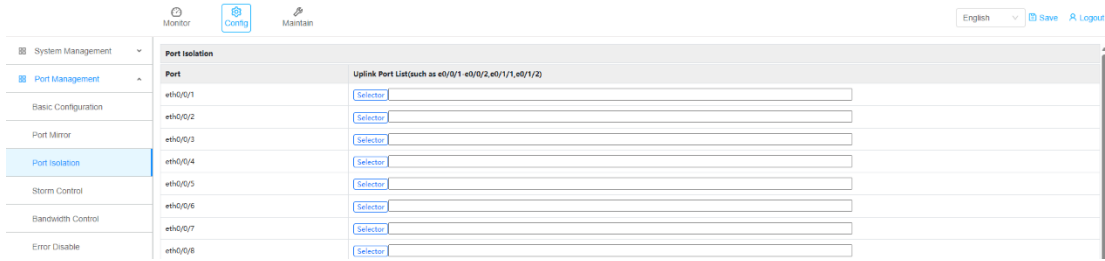 Monitor Config Maintain English Save Logout
System Management
Port Management
Basic Configuration
Port Mirror
Port Isolation
Storm Control
Bandwidth Control
Error Disable
Port Isolation
Port Uplink Port List(such as e0/0/1-e0/0/2,e0/1/1,e0/1/2)
eth0/0/1 Selector
eth0/0/2 Selector
eth0/0/3 Selector
eth0/0/4 Selector
eth0/0/5 Selector
eth0/0/6 Selector
eth0/0/7 Selector
eth0/0/8 Selector